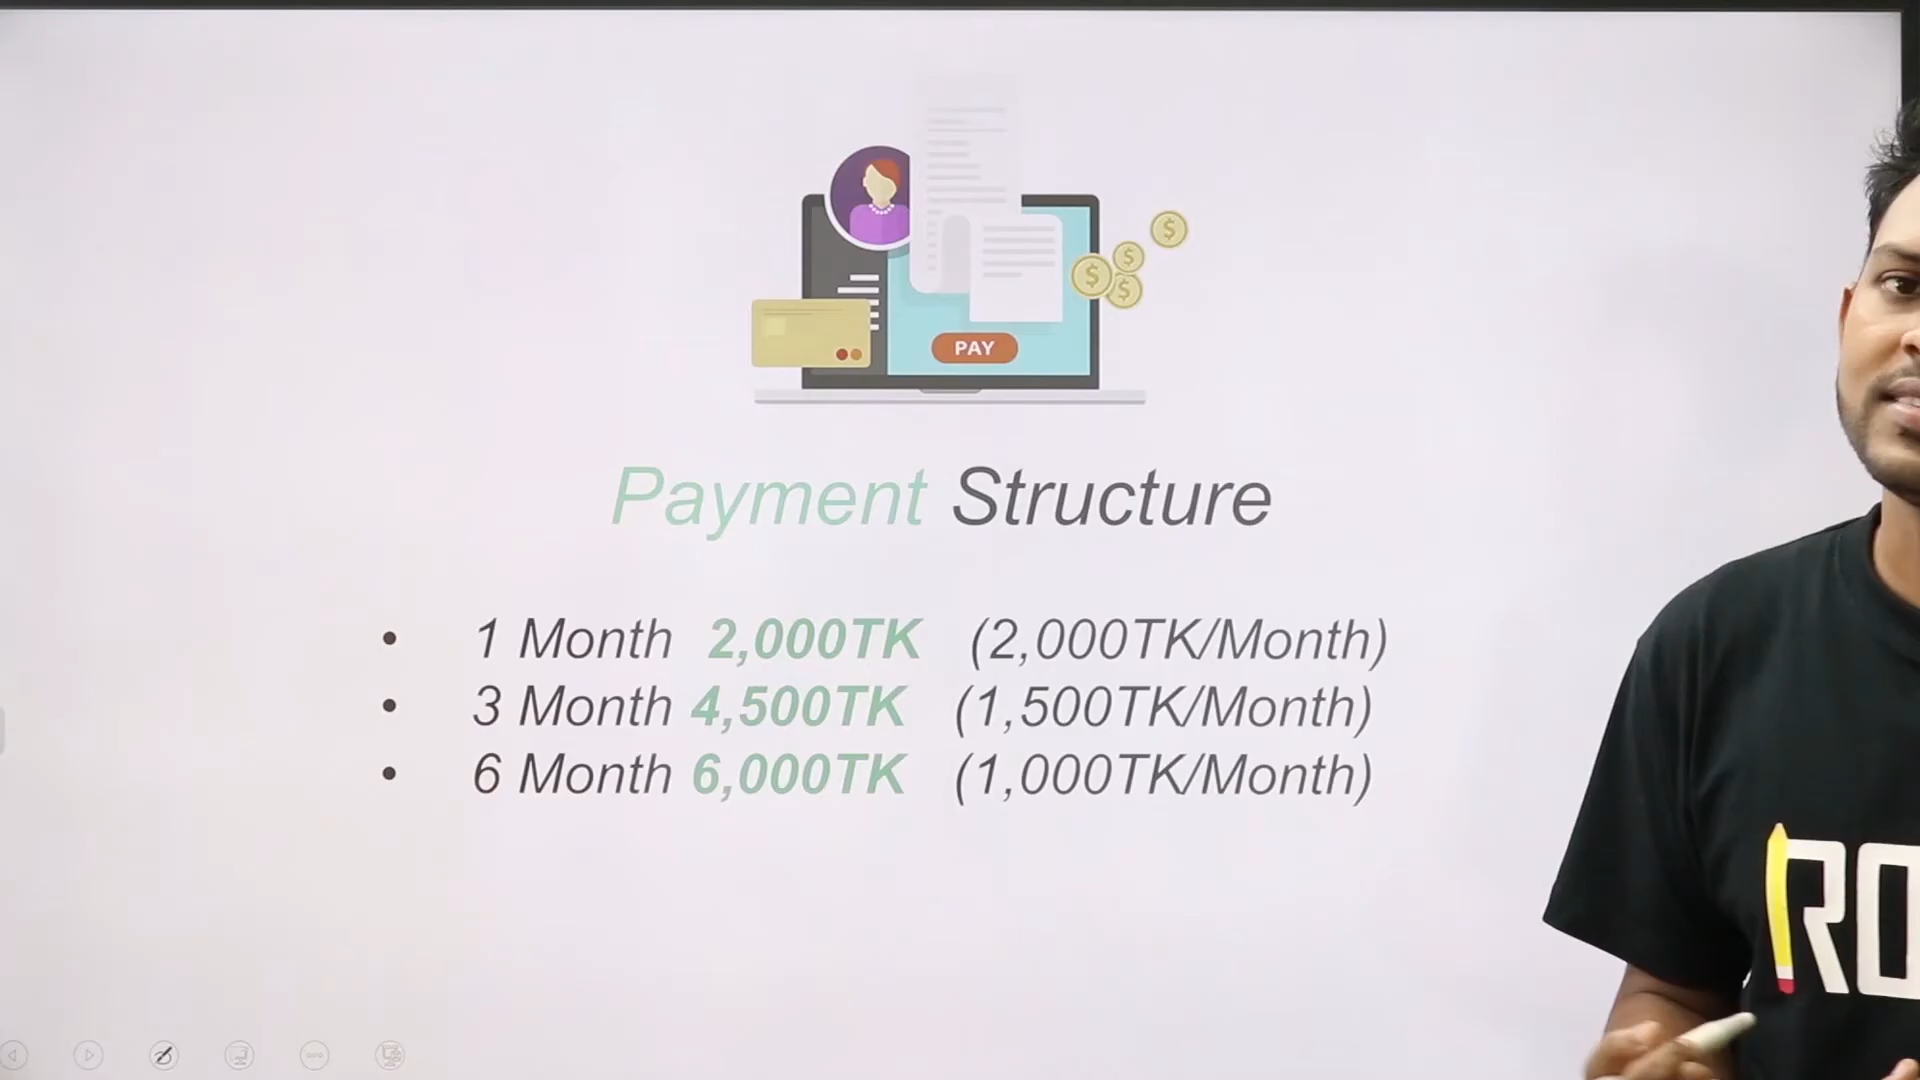 PAY
Payment Structure
• 1 Month 2,000TK (2,000TK/Month)
• 3 Month 4,500TK (1,500TK/Month)
• 6 Month 6,000TK (1,000TK/Month)
RO